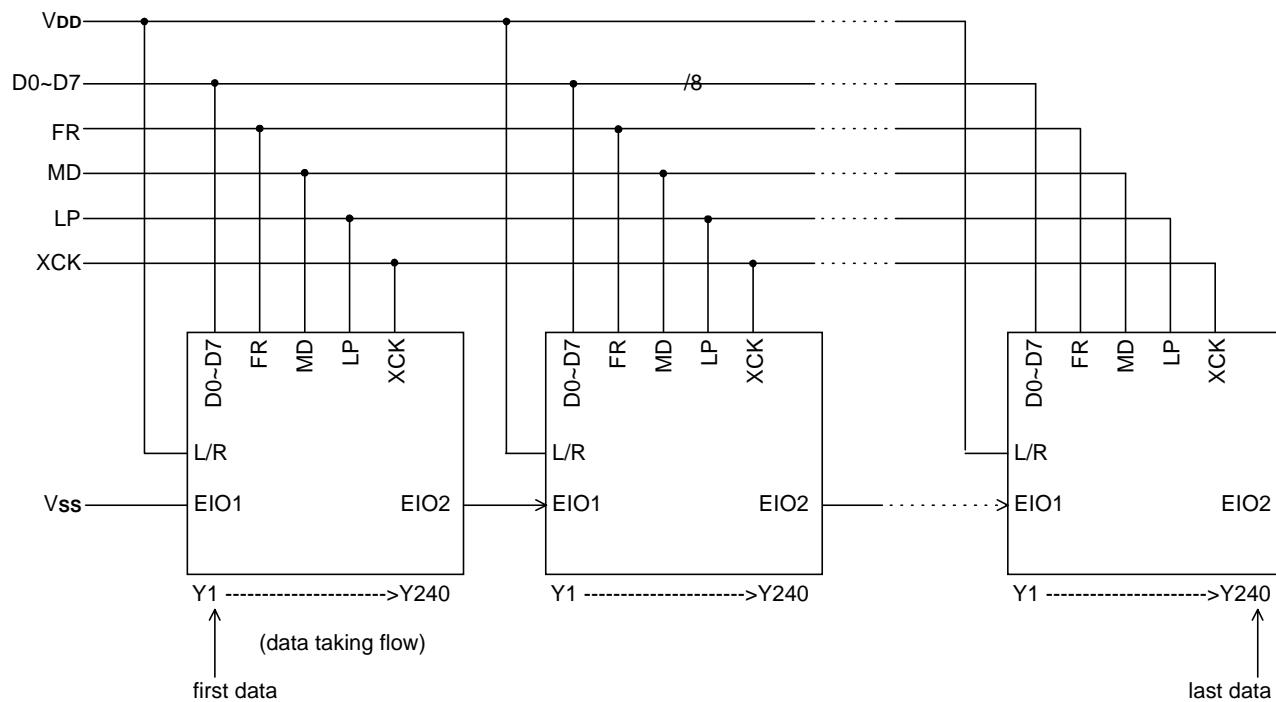 VDD
D0~D7
/8
FR
MD
LP
XCK
D0~D7 FR MD LP XCK
D0~D7 FR MD LP XCK
D0~D7 FR MD LP XCK
L/R
L/R
L/R
VSS
EIO1 EIO2
EIO1 EIO2
EIO1 EIO2
Y1 ---------------------->Y240
Y1 ---------------------->Y240
Y1 ---------------------->Y240
(data taking flow)
first data
last data